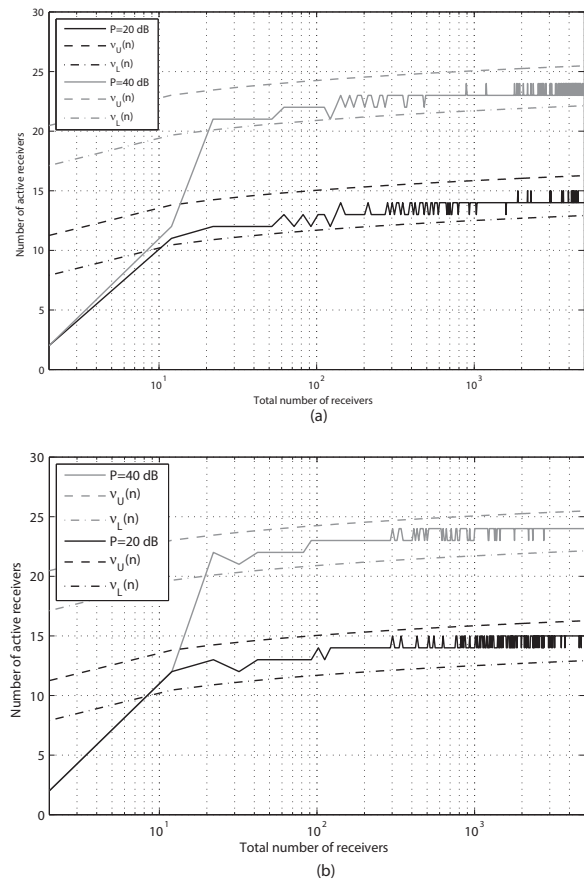 30
25
20
15
10
5
0
Number of active receivers
P=20 dB
ν_U(n)
ν_L(n)
P=40 dB
ν_U(n)
ν_L(n)
10^1
10^2
10^3
Total number of receivers
(a)
30
25
20
15
10
5
0
Number of active receivers
P=40 dB
ν_U(n)
ν_L(n)
P=20 dB
ν_U(n)
ν_L(n)
10^1
10^2
10^3
Total number of receivers
(b)